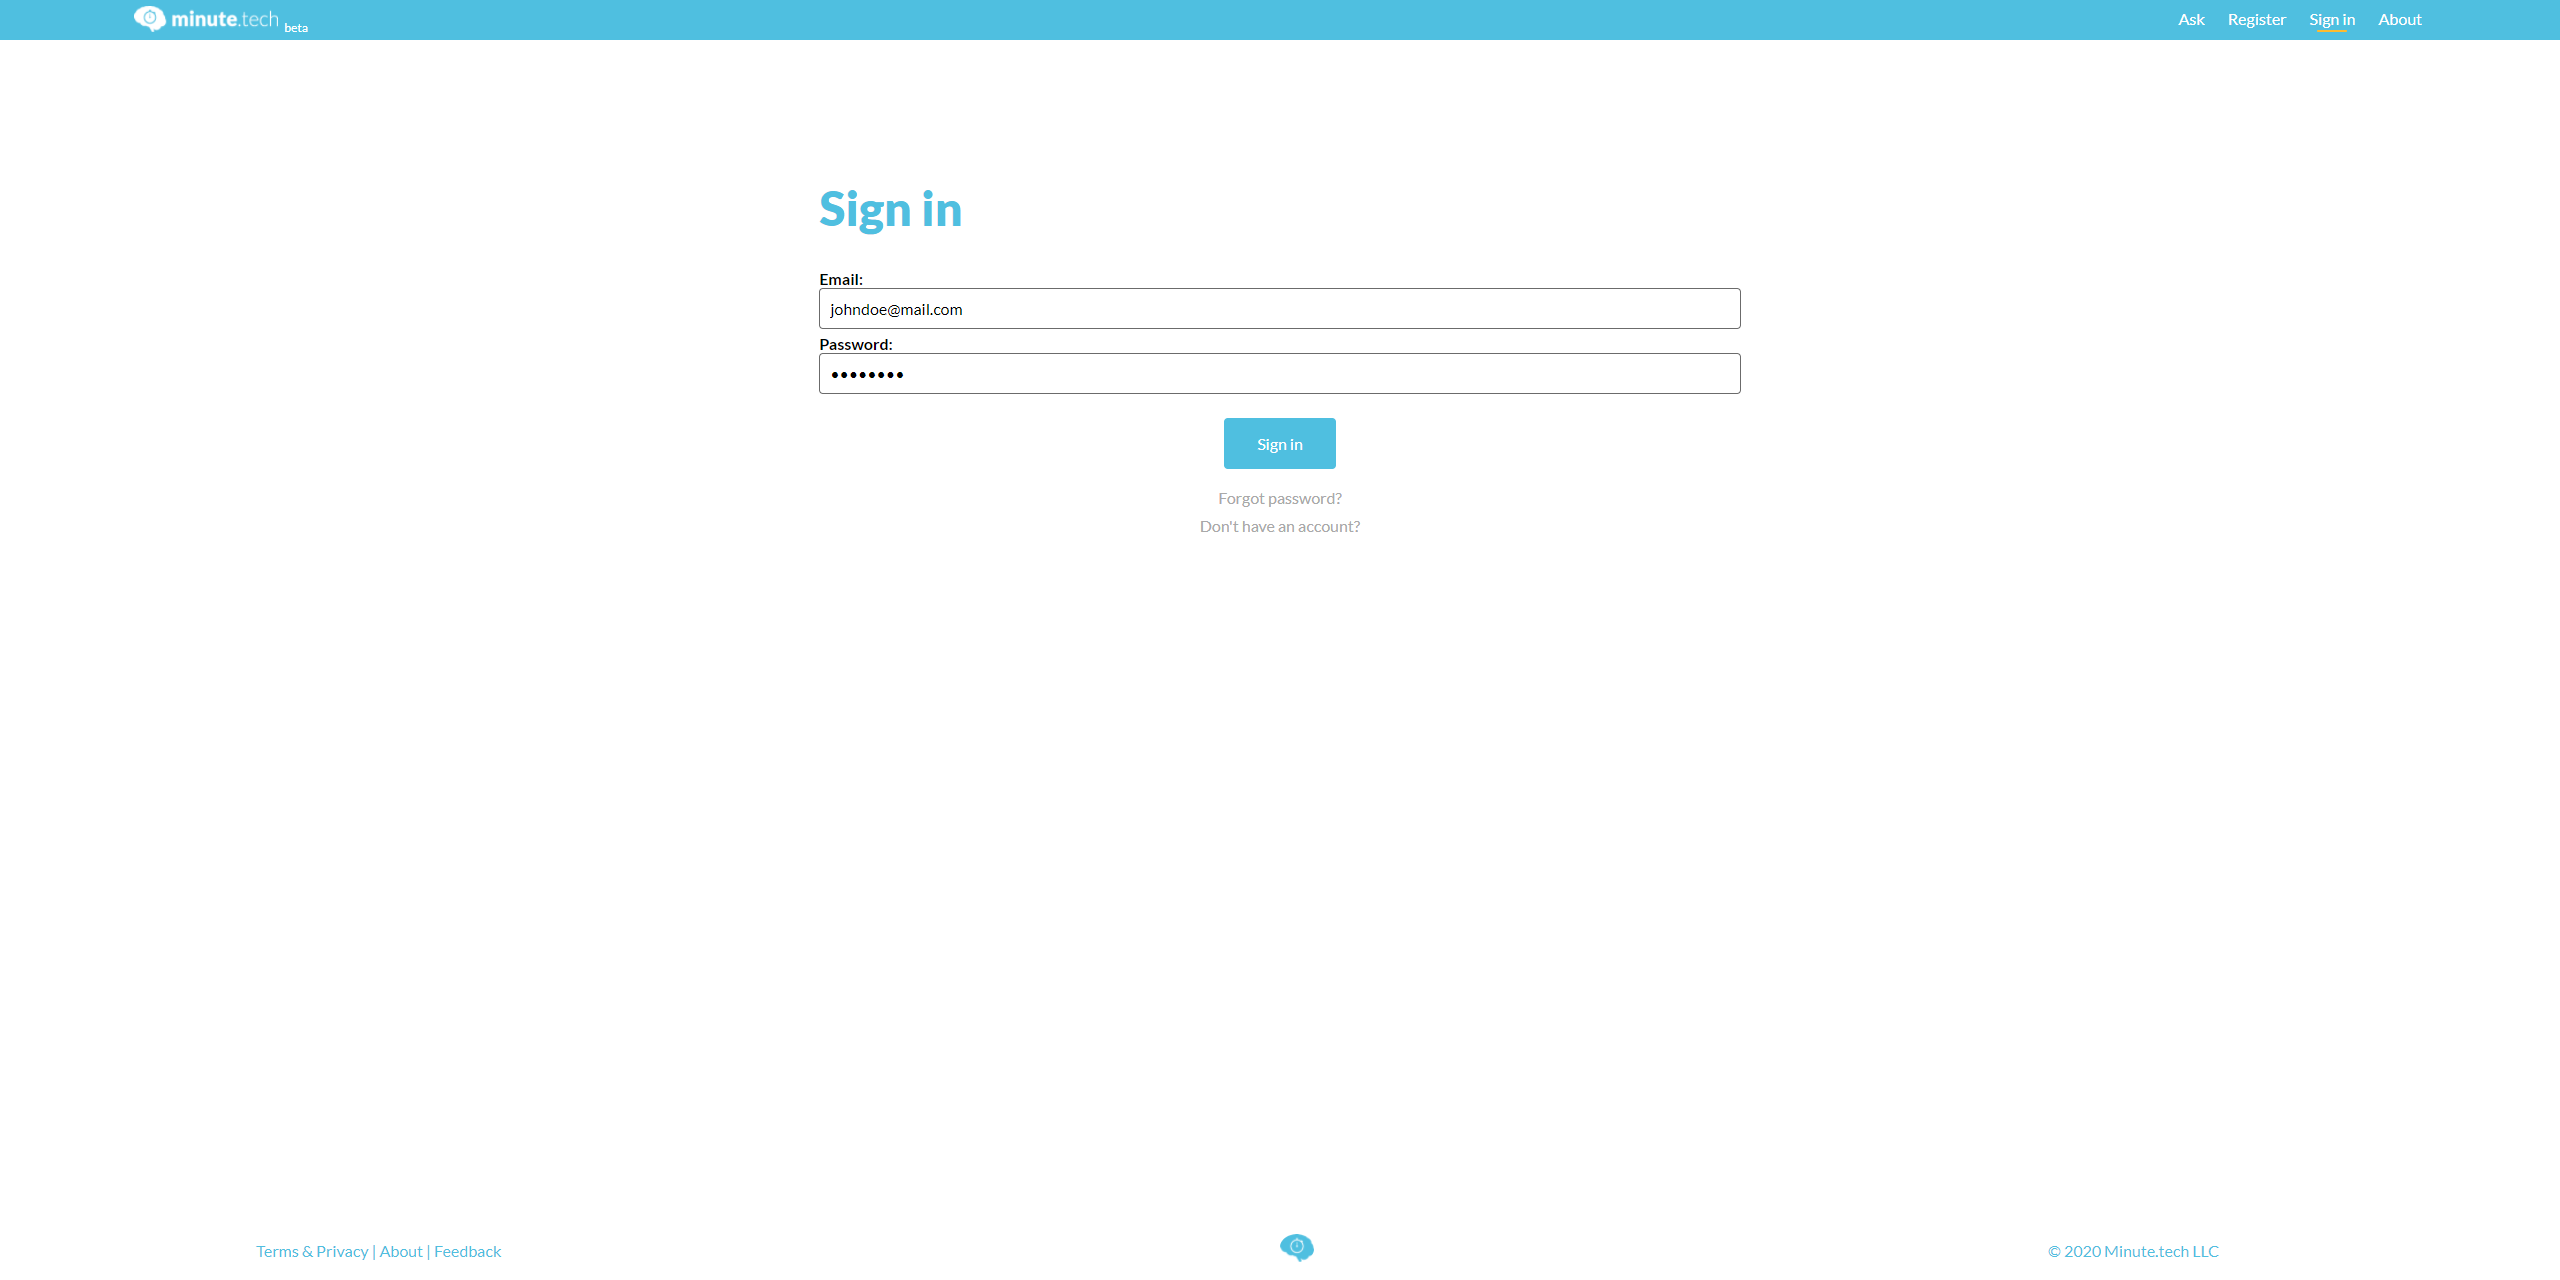 minute.tech beta
Ask Register Sign in About
Sign in
Email:
johndoe@mail.com
Password:
••••••••
Sign in
Forgot password?
Don't have an account?
Terms & Privacy | About | Feedback
© 2020 Minute.tech LLC